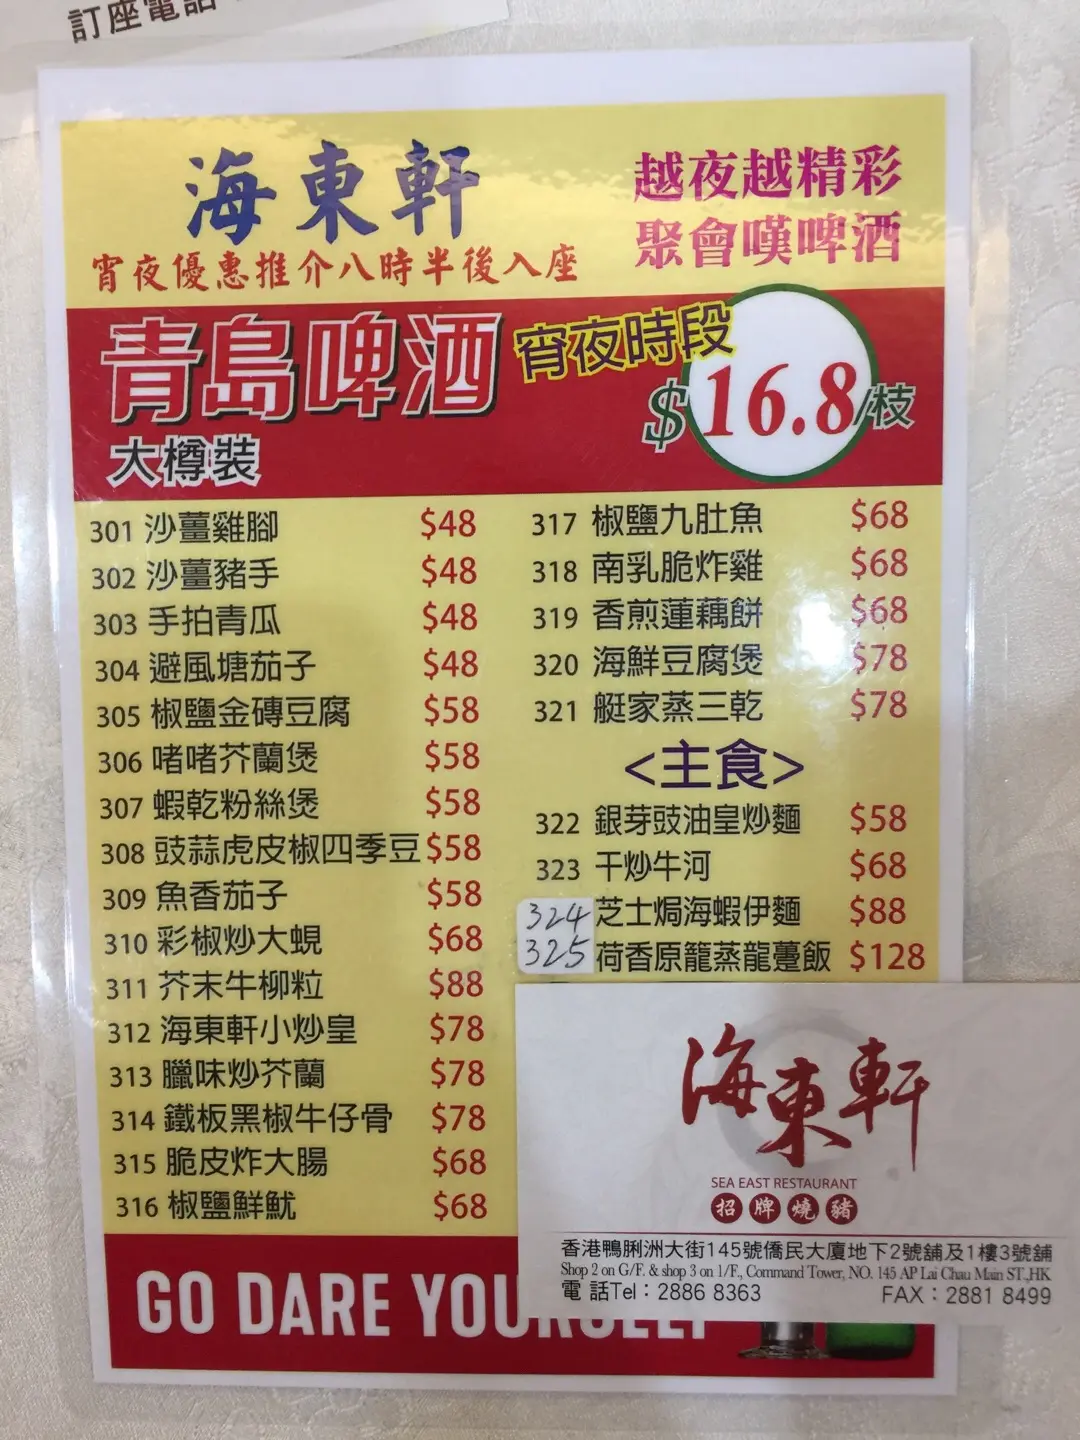 訂座電話
海東軒
越夜越精彩
聚會嘆啤酒
宵夜優惠推介八時半後入座
青島啤酒
宵夜時段
$16.8/枝
大樽裝
301 沙薑雞腳 $48
302 沙薑豬手 $48
303 手拍青瓜 $48
304 避風塘茄子 $48
305 椒鹽金磚豆腐 $58
306 啫啫芥蘭煲 $58
307 蝦乾粉絲煲 $58
308 豉蒜虎皮椒四季豆 $58
309 魚香茄子 $58
310 彩椒炒大蜆 $68
311 芥末牛柳粒 $88
312 海東軒小炒皇 $78
313 臘味炒芥蘭 $78
314 鐵板黑椒牛仔骨 $78
315 脆皮炸大腸 $68
316 椒鹽鮮魷 $68
317 椒鹽九肚魚 $68
318 南乳脆炸雞 $68
319 香煎蓮藕餅 $68
320 海鮮豆腐煲 $78
321 艇家蒸三乾 $78
<主食>
322 銀芽豉油皇炒麵 $58
323 干炒牛河 $68
324 芝士焗海蝦伊麵 $88
325 荷香原籠蒸龍躉飯 $128
GO DARE YOURSELF
海東軒
SEA EAST RESTAURANT
招牌燒豬
香港鴨脷洲大街145號僑民大廈地下2號舖及1樓3號舖
Shop 2 on G/F. & shop 3 on 1/F., Command Tower, NO. 145 AP Lai Chau Main ST.,HK
電 話Tel：2886 8363 FAX：2881 8499